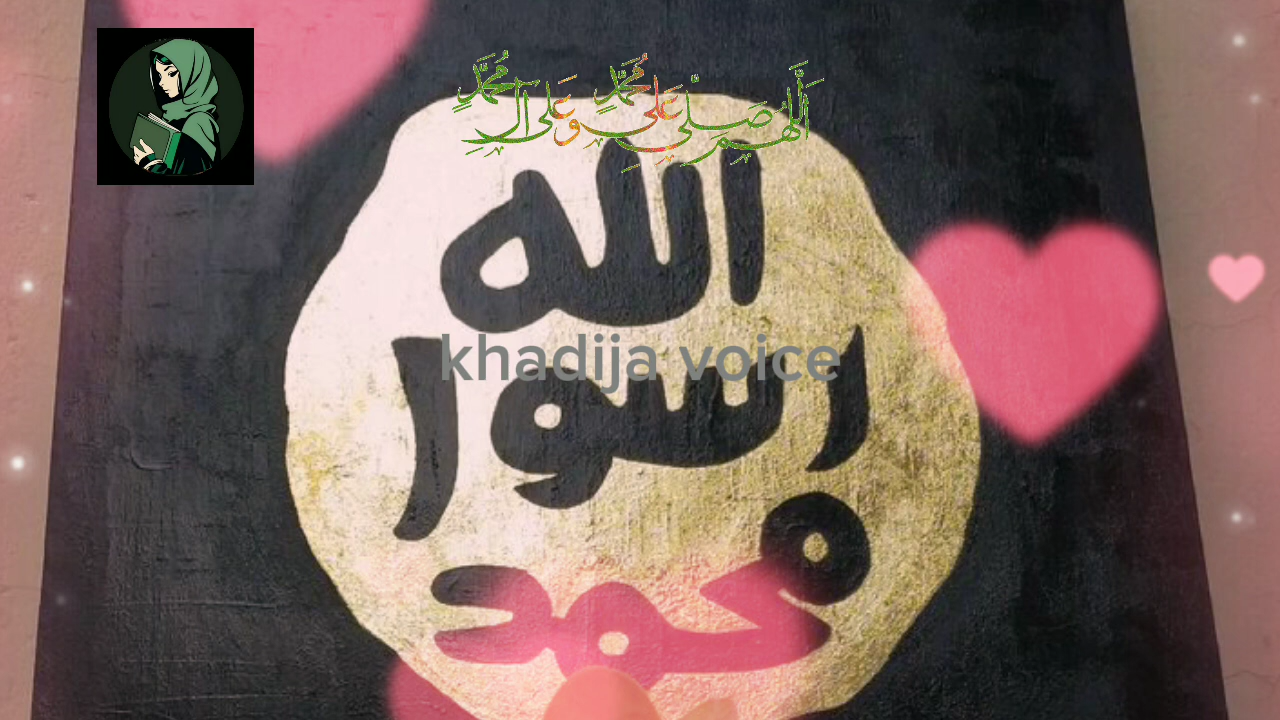 اللهم صل على محمد وعلى آل محمد
الله
رسول
محمد
khadija voice